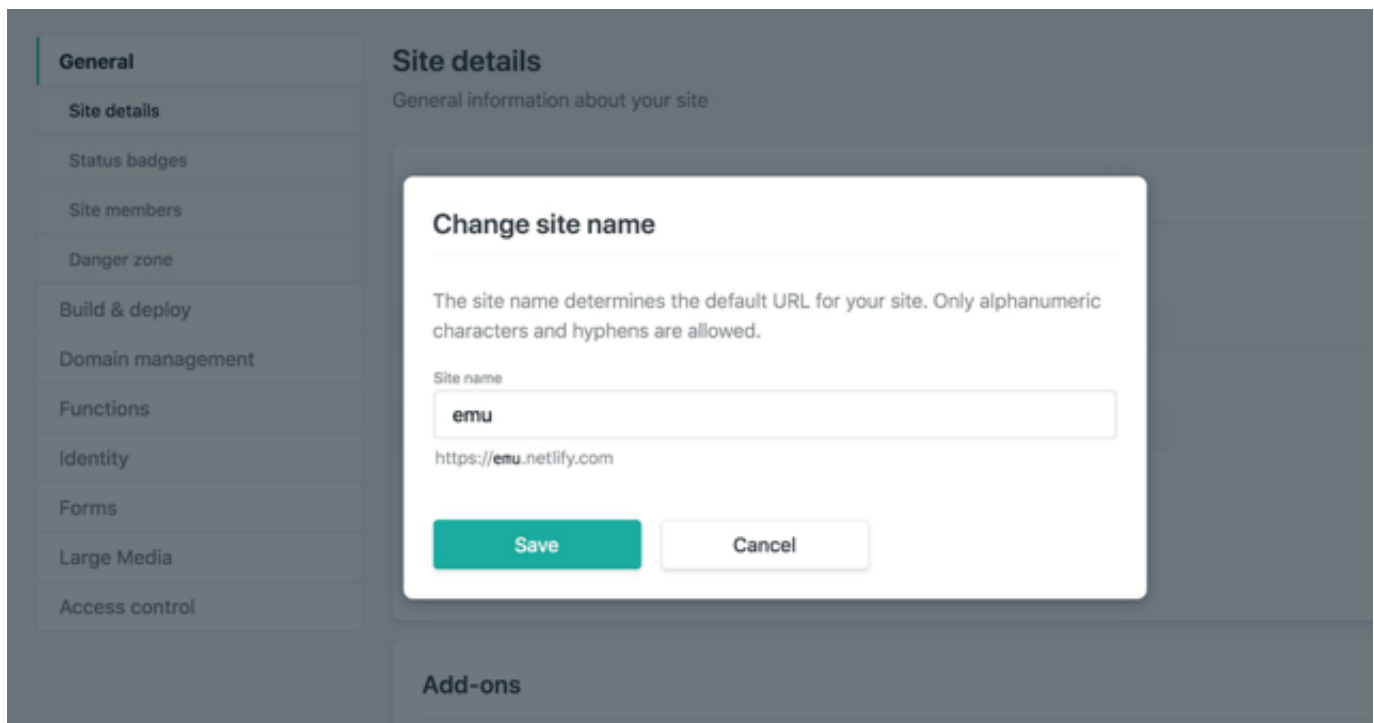 General
Site details
Status badges
Site members
Danger zone
Build & deploy
Domain management
Functions
Identity
Forms
Large Media
Access control
Site details
General information about your site
Change site name
The site name determines the default URL for your site. Only alphanumeric
characters and hyphens are allowed.
Site name
emu
https://emu.netlify.com
Save
Cancel
Add-ons